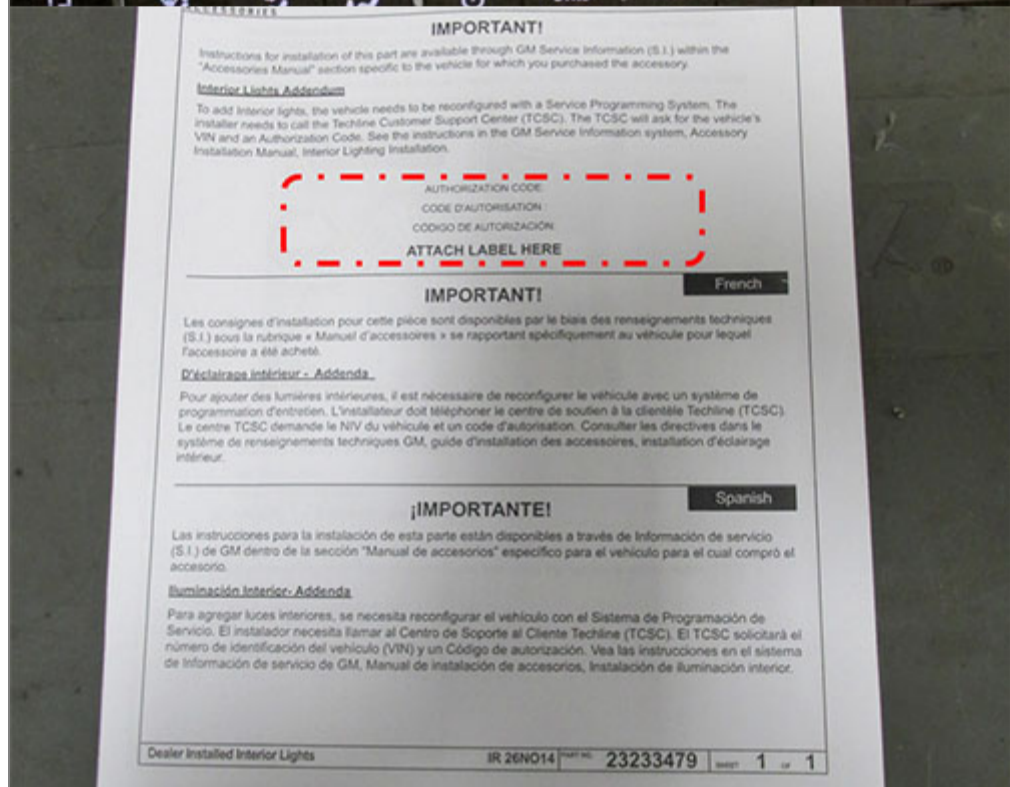 ACCESSORIES
IMPORTANT!
Instructions for installation of this part are available through GM Service Information (S.I.) within the
"Accessories Manual" section specific to the vehicle for which you purchased the accessory.
Interior Lights Addendum
To add Interior lights, the vehicle needs to be reconfigured with a Service Programming System. The
installer needs to call the Techline Customer Support Center (TCSC). The TCSC will ask for the vehicle's
VIN and an Authorization Code. See the instructions in the GM Service Information system, Accessory
Installation Manual, Interior Lighting Installation.
AUTHORIZATION CODE:
CODE D'AUTORISATION :
CÓDIGO DE AUTORIZACIÓN:
ATTACH LABEL HERE
French
IMPORTANT!
Les consignes d'installation pour cette pièce sont disponibles par le biais des renseignements techniques
(S.I.) sous la rubrique « Manuel d'accessoires » se rapportant spécifiquement au véhicule pour lequel
l'accessoire a été acheté.
D'éclairage intérieur - Addenda
Pour ajouter des lumières intérieures, il est nécessaire de reconfigurer le véhicule avec un système de
programmation d'entretien. L'installateur doit téléphoner le centre de soutien à la clientèle Techline (TCSC).
Le centre TCSC demande le NIV du véhicule et un code d'autorisation. Consulter les directives dans le
système de renseignements techniques GM, guide d'installation des accessoires, installation d'éclairage
intérieur.
Spanish
¡IMPORTANTE!
Las instrucciones para la instalación de esta parte están disponibles a través de Información de servicio
(S.I.) de GM dentro de la sección "Manual de accesorios" especifico para el vehículo para el cual compró el
accesorio.
Iluminación Interior- Addenda
Para agregar luces interiores, se necesita reconfigurar el vehículo con el Sistema de Programación de
Servicio. El instalador necesita llamar al Centro de Soporte al Cliente Techline (TCSC). El TCSC solicitará el
número de identificación del vehículo (VIN) y un Código de autorización. Vea las instrucciones en el sistema
de Información de servicio de GM, Manual de instalación de accesorios, Instalación de iluminación interior.
Dealer Installed Interior Lights IR 26NO14 PART NO. 23233479 SHEET 1 OF 1